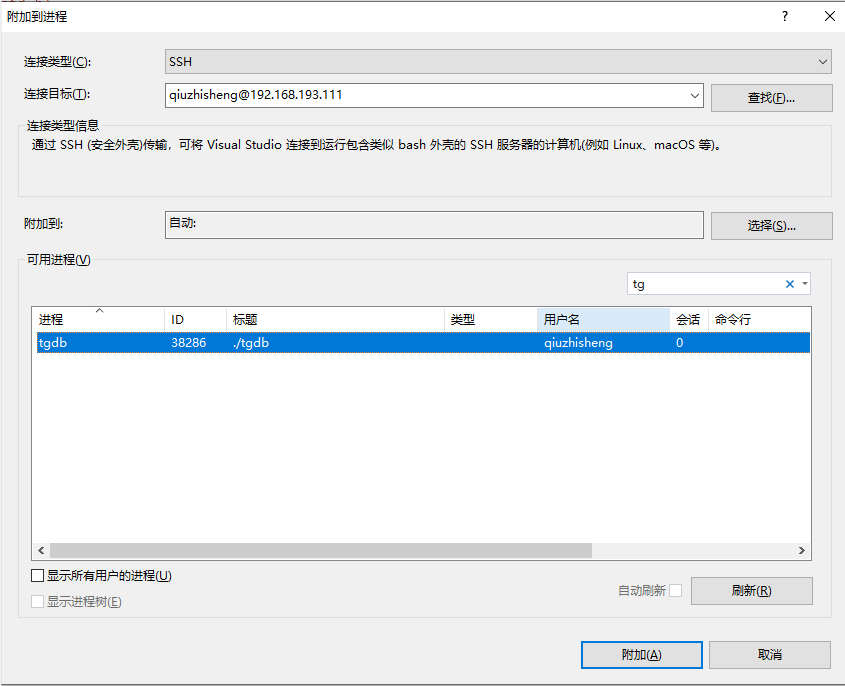 附加到进程
?
连接类型(C):
SSH
连接目标(T):
qiuzhisheng@192.168.193.111
查找(F)...
连接类型信息
通过 SSH (安全外壳)传输，可将 Visual Studio 连接到运行包含类似 bash 外壳的 SSH 服务器的计算机(例如 Linux、macOS 等)。
附加到:
自动:
选择(S)...
可用进程(V)
tg
进程 ID 标题 类型 用户名 会话 命令行
tgdb 38286 ./tgdb qiuzhisheng 0
显示所有用户的进程(U)
自动刷新
刷新(R)
显示进程树(E)
附加(A)
取消